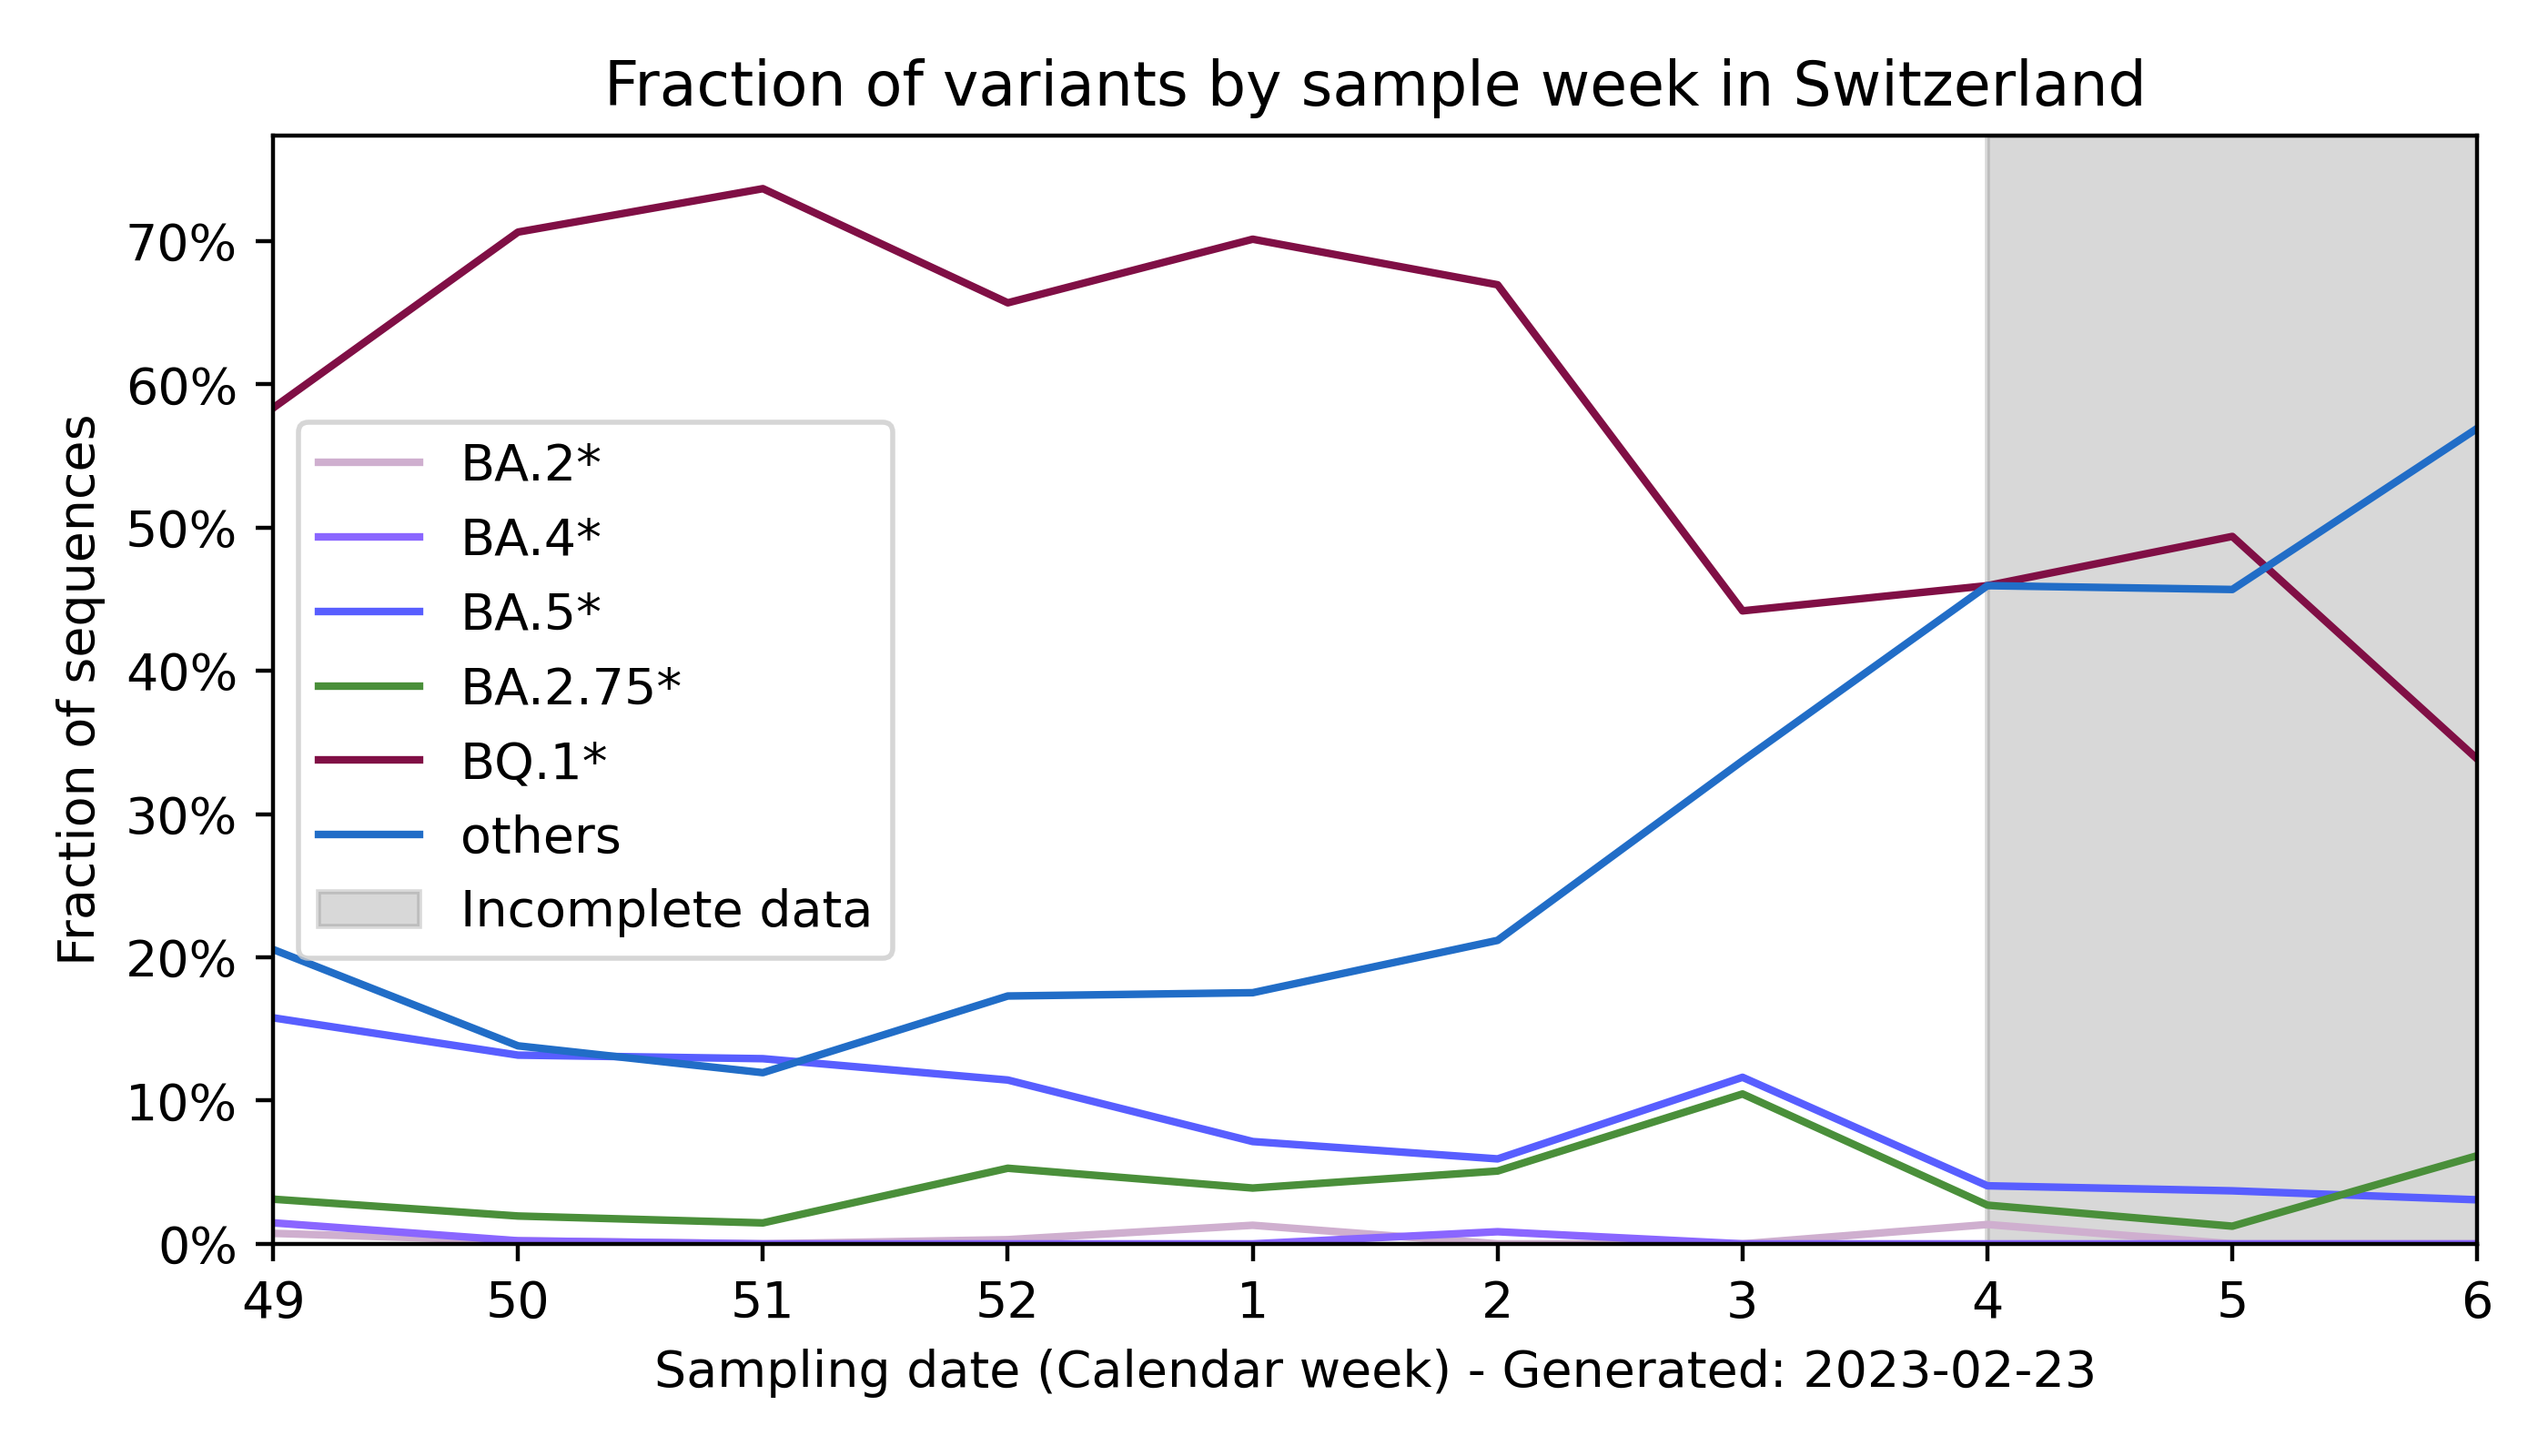 Fraction of variants by sample week in Switzerland
Fraction of sequences
70%
60%
50%
40%
30%
20%
10%
0%
BA.2*
BA.4*
BA.5*
BA.2.75*
BQ.1*
others
Incomplete data
49 50 51 52 1 2 3 4 5 6
Sampling date (Calendar week) - Generated: 2023-02-23